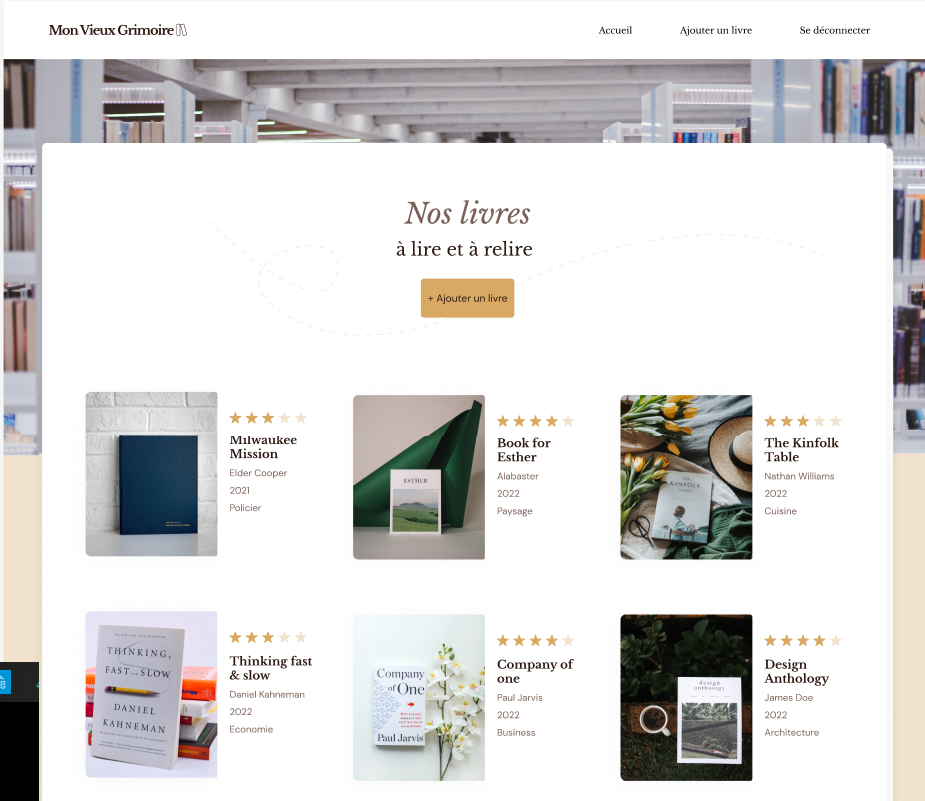 Mon Vieux Grimoire
Accueil
Ajouter un livre
Se déconnecter
Nos livres
à lire et à relire
+ Ajouter un livre
Milwaukee
Mission
Elder Cooper
2021
Policier
ESTHER
Book for
Esther
Alabaster
2022
Paysage
THE
KINFOLK
TABLE
The Kinfolk
Table
Nathan Williams
2022
Cuisine
THINKING,
FAST AND SLOW
DANIEL
KAHNEMAN
Thinking fast
& slow
Daniel Kahneman
2022
Economie
Company
of One
Paul Jarvis
Company of
one
Paul Jarvis
2022
Business
design
anthology
Design
Anthology
James Doe
2022
Architecture